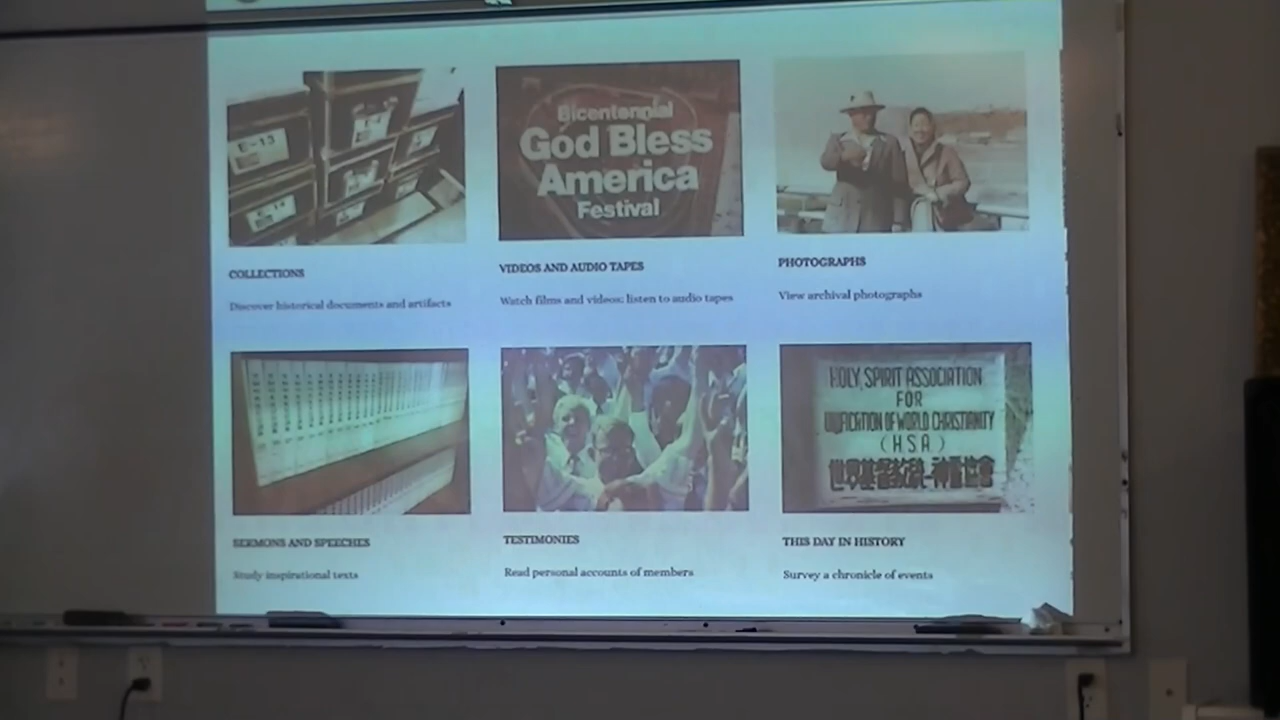 E-13
E-14
Bicentennial
God Bless
America
Festival
COLLECTIONS
Discover historical documents and artifacts
VIDEOS AND AUDIO TAPES
Watch films and videos; listen to audio tapes
PHOTOGRAPHS
View archival photographs
HOLY SPIRIT ASSOCIATION
FOR
UNIFICATION OF WORLD CHRISTIANITY
(H.S.A)
SERMONS AND SPEECHES
Study inspirational texts
TESTIMONIES
Read personal accounts of members
THIS DAY IN HISTORY
Survey a chronicle of events